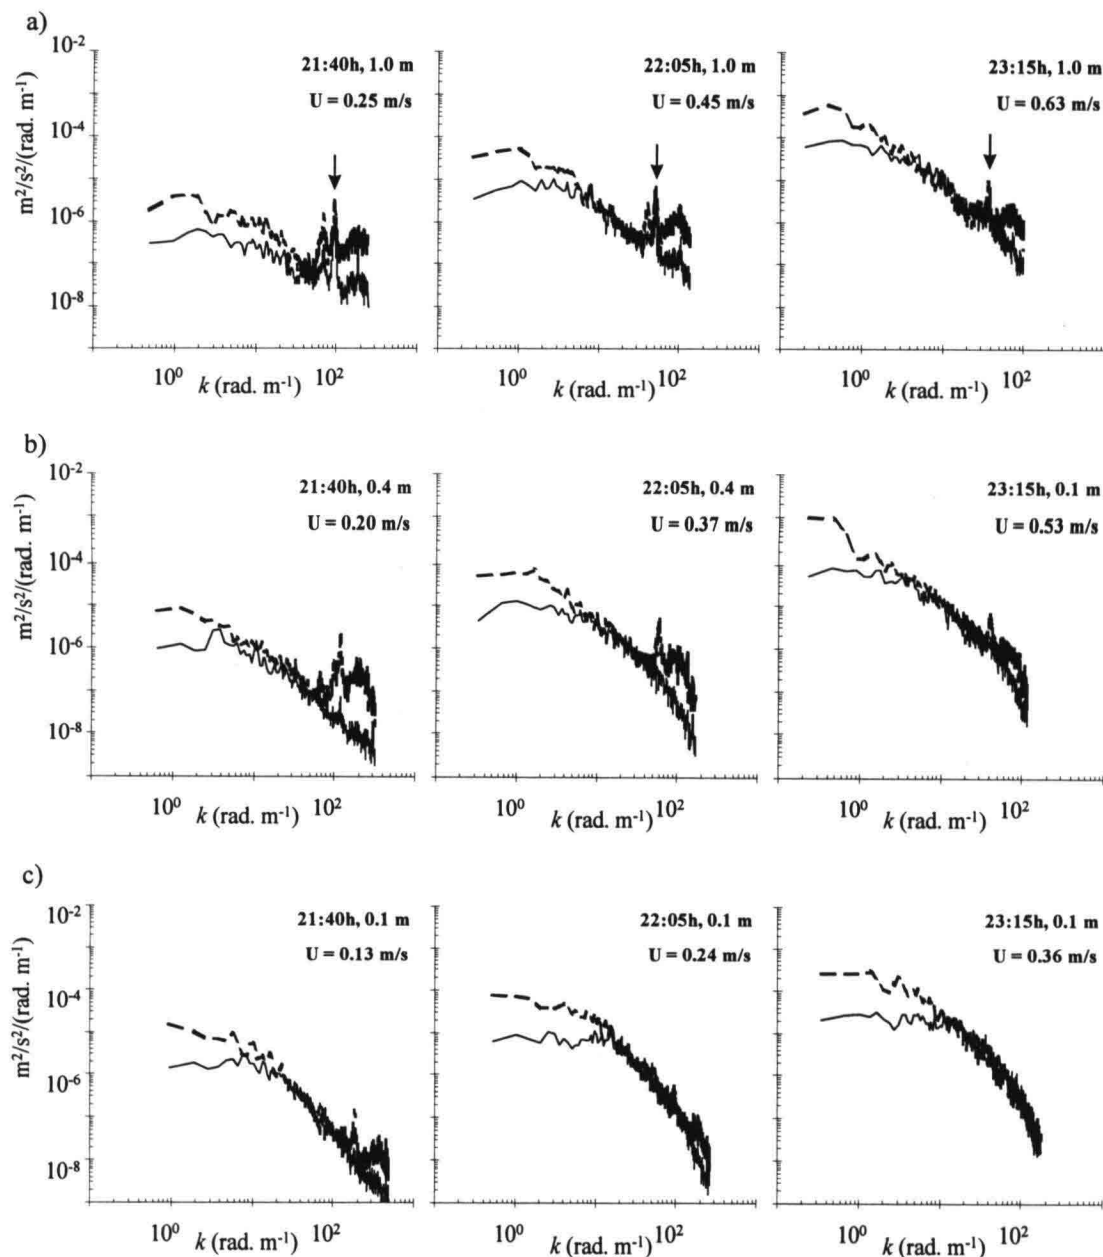 a)
10-2
10-4
10-6
10-8
m2/s2/(rad. m-1)
21:40h, 1.0 m
U = 0.25 m/s
22:05h, 1.0 m
U = 0.45 m/s
23:15h, 1.0 m
U = 0.63 m/s
100 102
100 102
100 102
k (rad. m-1)
k (rad. m-1)
k (rad. m-1)
b)
10-2
10-4
10-6
10-8
m2/s2/(rad. m-1)
21:40h, 0.4 m
U = 0.20 m/s
22:05h, 0.4 m
U = 0.37 m/s
23:15h, 0.1 m
U = 0.53 m/s
100 102
100 102
100 102
k (rad. m-1)
k (rad. m-1)
k (rad. m-1)
c)
10-2
10-4
10-6
10-8
m2/s2/(rad. m-1)
21:40h, 0.1 m
U = 0.13 m/s
22:05h, 0.1 m
U = 0.24 m/s
23:15h, 0.1 m
U = 0.36 m/s
100 102
100 102
100 102
k (rad. m-1)
k (rad. m-1)
k (rad. m-1)